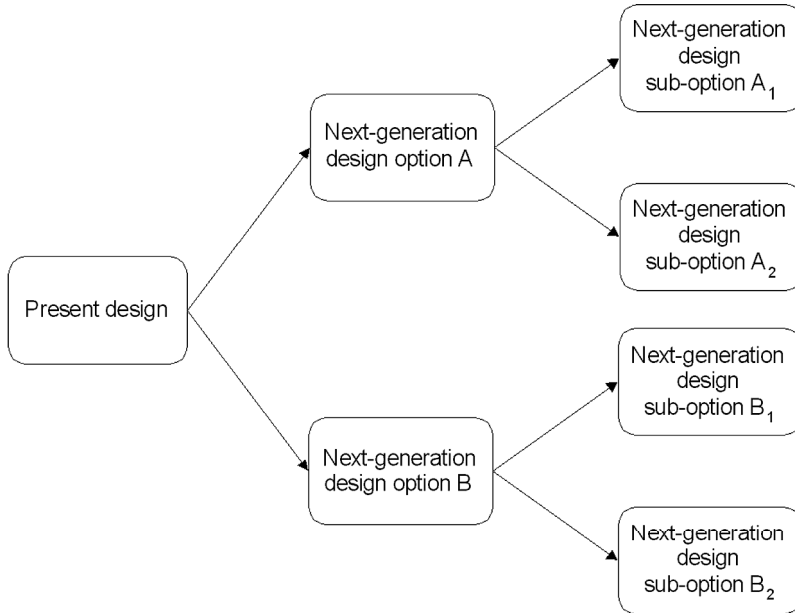 Present design
Next-generation
design option A
Next-generation
design option B
Next-generation
design
sub-option A₁
Next-generation
design
sub-option A₂
Next-generation
design
sub-option B₁
Next-generation
design
sub-option B₂